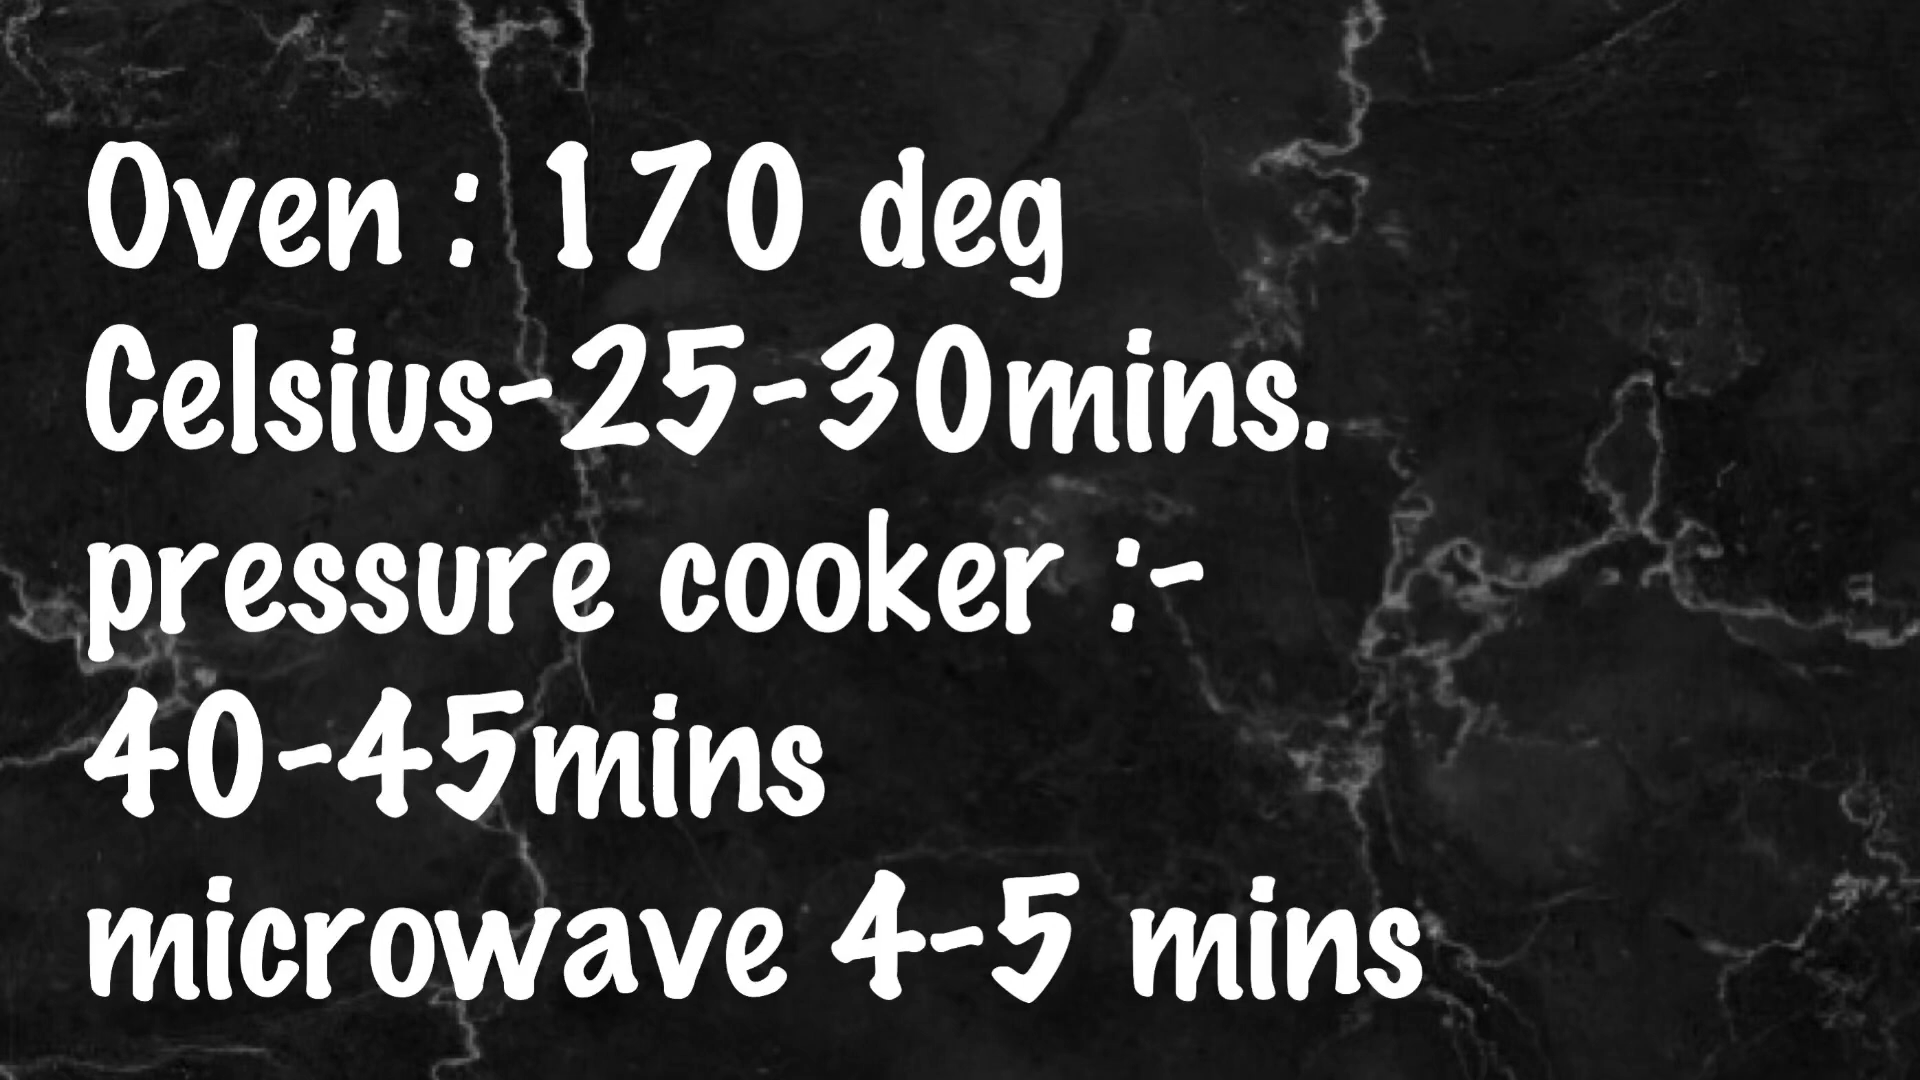 Oven : 170 deg
Celsius-25-30mins.
pressure cooker :-
40-45mins
microwave 4-5 mins